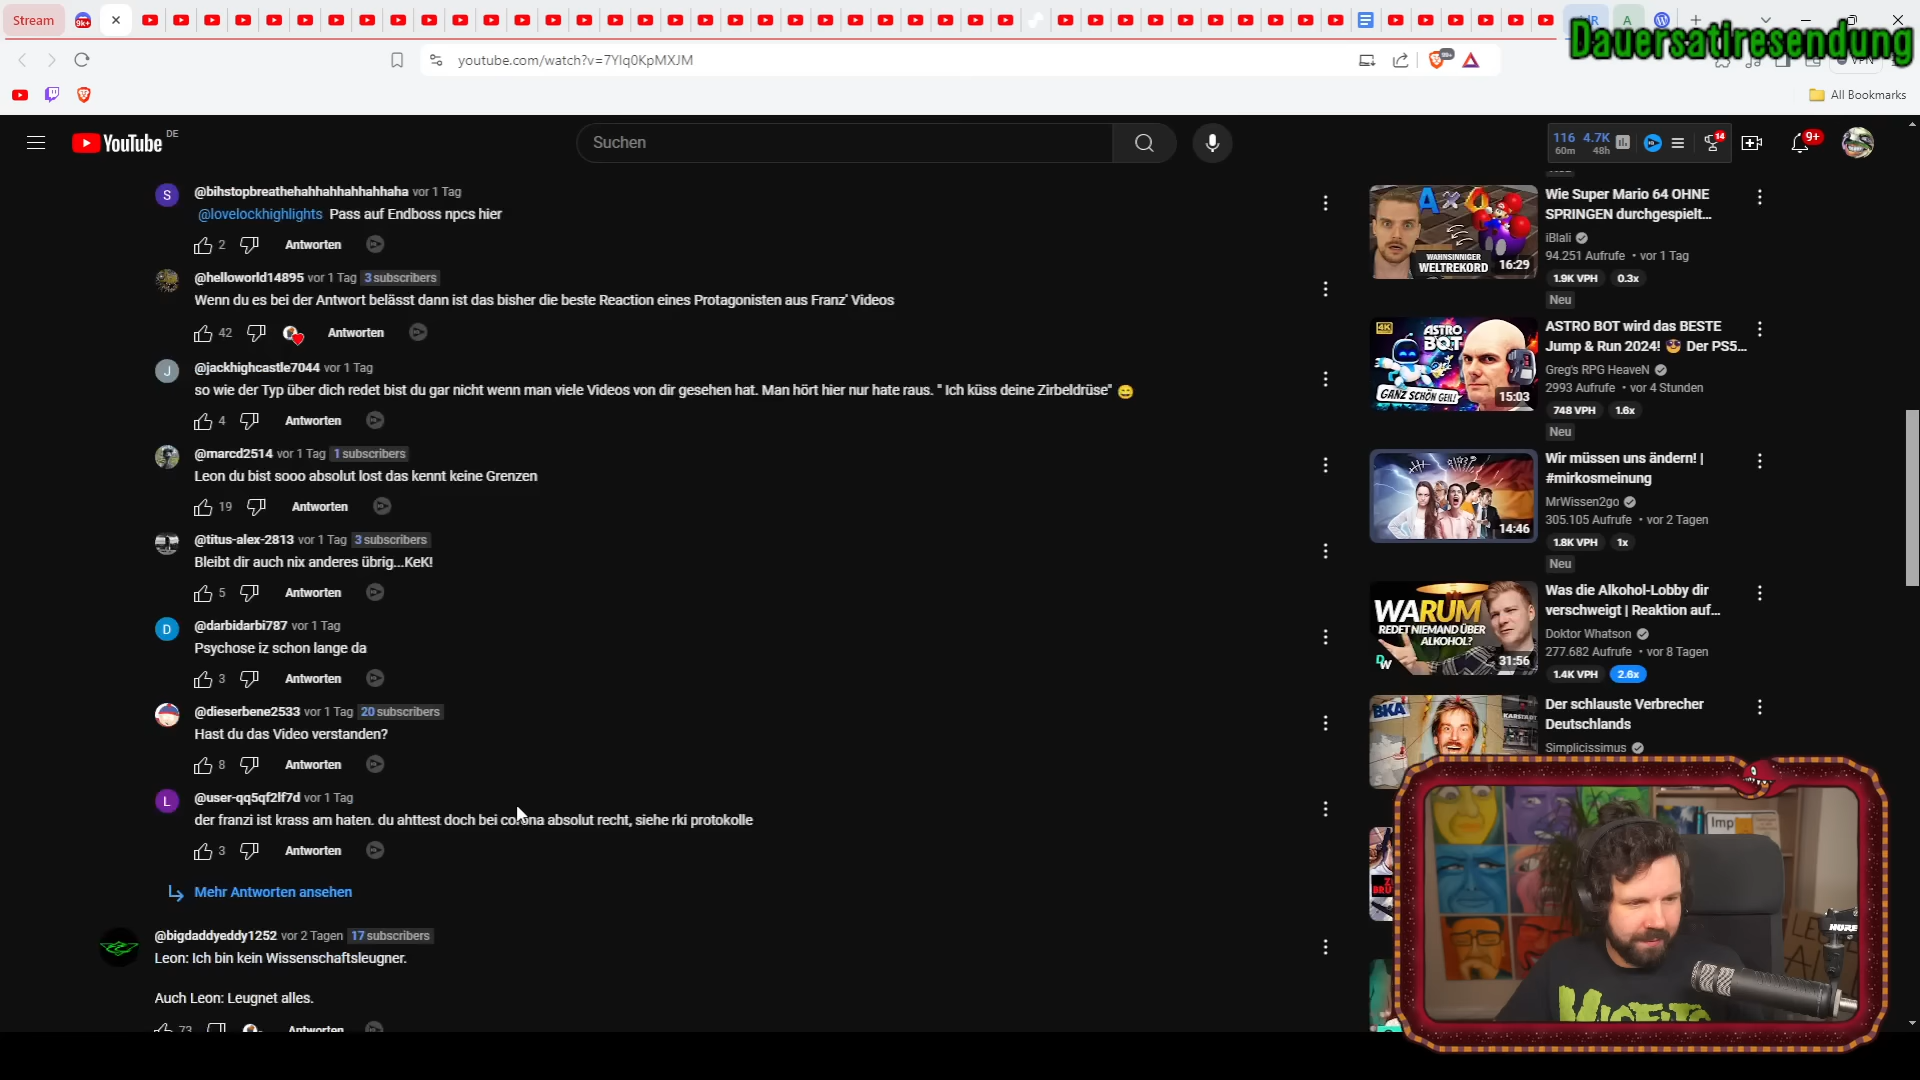 Stream
9k+
A
Dauersatiresendung
youtube.com/watch?v=7YIq0KpMXJM
99+
VPN
All Bookmarks
YouTube
DE
Suchen
116 4.7K
60m 48h
14
9+
S
@bihstopbreathehahhahhahhahhaha vor 1 Tag
@lovelockhighlights Pass auf Endboss npcs hier
2 Antworten
@helloworld14895 vor 1 Tag 3 subscribers
Wenn du es bei der Antwort belässt dann ist das bisher die beste Reaction eines Protagonisten aus Franz' Videos
42 Antworten
J
@jackhighcastle7044 vor 1 Tag
so wie der Typ über dich redet bist du gar nicht wenn man viele Videos von dir gesehen hat. Man hört hier nur hate raus. " Ich küss deine Zirbeldrüse" 😄
4 Antworten
@marcd2514 vor 1 Tag 1 subscribers
Leon du bist sooo absolut lost das kennt keine Grenzen
19 Antworten
@titus-alex-2813 vor 1 Tag 3 subscribers
Bleibt dir auch nix anderes übrig...KeK!
5 Antworten
D
@darbidarbi787 vor 1 Tag
Psychose iz schon lange da
3 Antworten
@dieserbene2533 vor 1 Tag 20 subscribers
Hast du das Video verstanden?
8 Antworten
L
@user-qq5qf2lf7d vor 1 Tag
der franzi ist krass am haten. du ahttest doch bei corona absolut recht, siehe rki protokolle
3 Antworten
Mehr Antworten ansehen
@bigdaddyeddy1252 vor 2 Tagen 17 subscribers
Leon: Ich bin kein Wissenschaftsleugner.
Auch Leon: Leugnet alles.
73 Antworten
WAHNSINNIGER
WELTREKORD
16:29
Wie Super Mario 64 OHNE
SPRINGEN durchgespielt...
iBlali
94.251 Aufrufe • vor 1 Tag
1.9K VPH 0.3x
Neu
4K
ASTRO
BOT
GANZ SCHÖN GEIL!
15:03
ASTRO BOT wird das BESTE
Jump & Run 2024! 😎 Der PS5...
Greg's RPG HeaveN
2993 Aufrufe • vor 4 Stunden
748 VPH 1.6x
Neu
14:46
Wir müssen uns ändern! |
#mirkosmeinung
MrWissen2go
305.105 Aufrufe • vor 2 Tagen
1.8K VPH 1x
Neu
WARUM
REDET NIEMAND ÜBER
ALKOHOL?
DW
31:56
Was die Alkohol-Lobby dir
verschweigt | Reaktion auf...
Doktor Whatson
277.682 Aufrufe • vor 8 Tagen
1.4K VPH 2.6x
BKA
KARSTADT
Der schlauste Verbrecher
Deutschlands
Simplicissimus
Impf
MISFITS